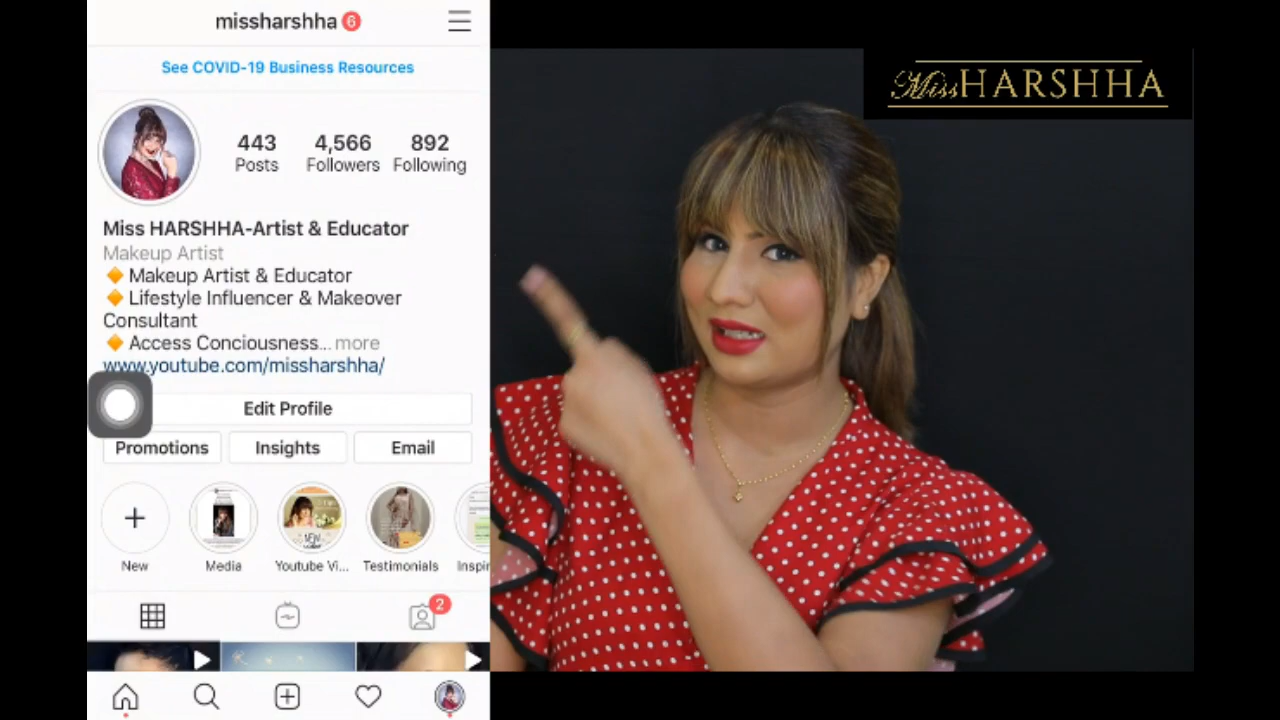 missharshha 6
See COVID-19 Business Resources
443 4,566 892
Posts Followers Following
Miss HARSHHA-Artist & Educator
Makeup Artist
🔶 Makeup Artist & Educator
🔶 Lifestyle Influencer & Makeover
Consultant
🔶 Access Conciousness... more
www.youtube.com/missharshha/
Edit Profile
Promotions Insights Email
New Media Youtube Vi... Testimonials Inspir
2
Miss HARSHHA